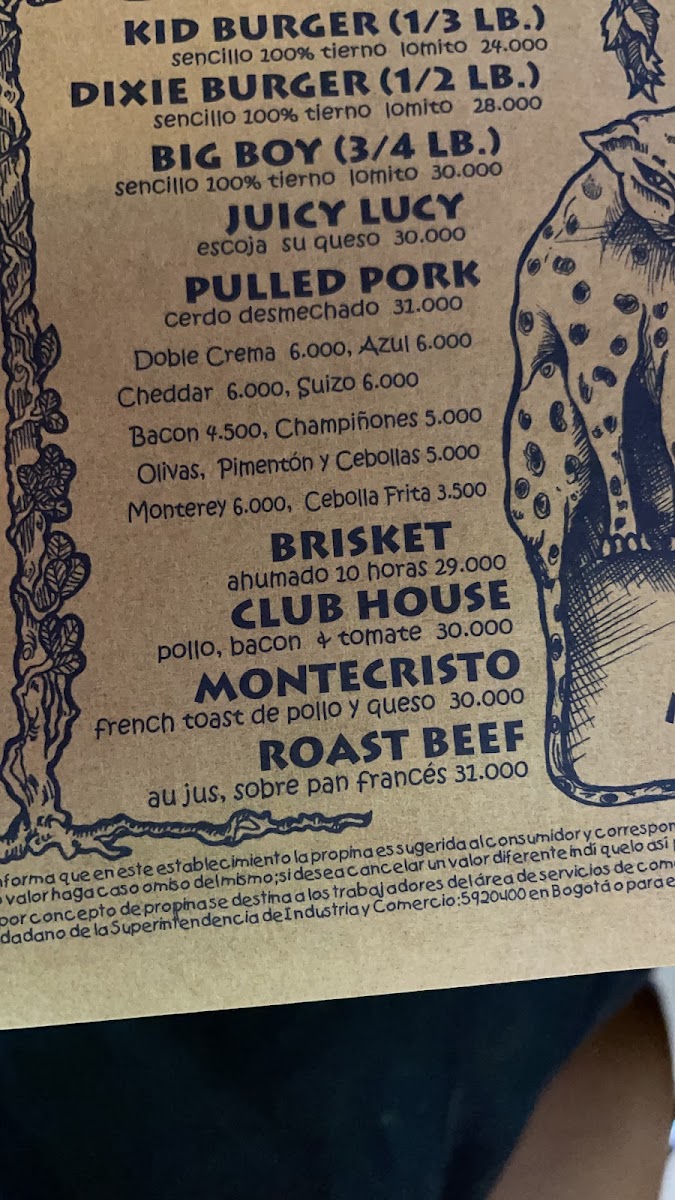 KID BURGER (1/3 LB.)
sencillo 100% tierno lomito 24.000
DIXIE BURGER (1/2 LB.)
sencillo 100% tierno lomito 28.000
BIG BOY (3/4 LB.)
sencillo 100% tierno lomito 30.000
JUICY LUCY
escoja su queso 30.000
PULLED PORK
cerdo desmechado 31.000
Doble Crema 6.000, Azul 6.000
Cheddar 6.000, Suizo 6.000
Bacon 4.500, Champiñones 5.000
Olivas, Pimentón y Cebollas 5.000
Monterey 6.000, Cebolla Frita 3.500
BRISKET
ahumado 10 horas 29.000
CLUB HOUSE
pollo, bacon & tomate 30.000
MONTECRISTO
french toast de pollo y queso 30.000
ROAST BEEF
au jus, sobre pan francés 31.000
nforma que en este establecimiento la propina es sugerida al consumidor y correspon
valor haga caso omiso del mismo; si desea cancelar un valor diferente indíquelo así
por concepto de propina se destina a los trabajadores del área de servicios de com
dadano de la Superintendencia de Industria y Comercio: 5920400 en Bogotá o para e